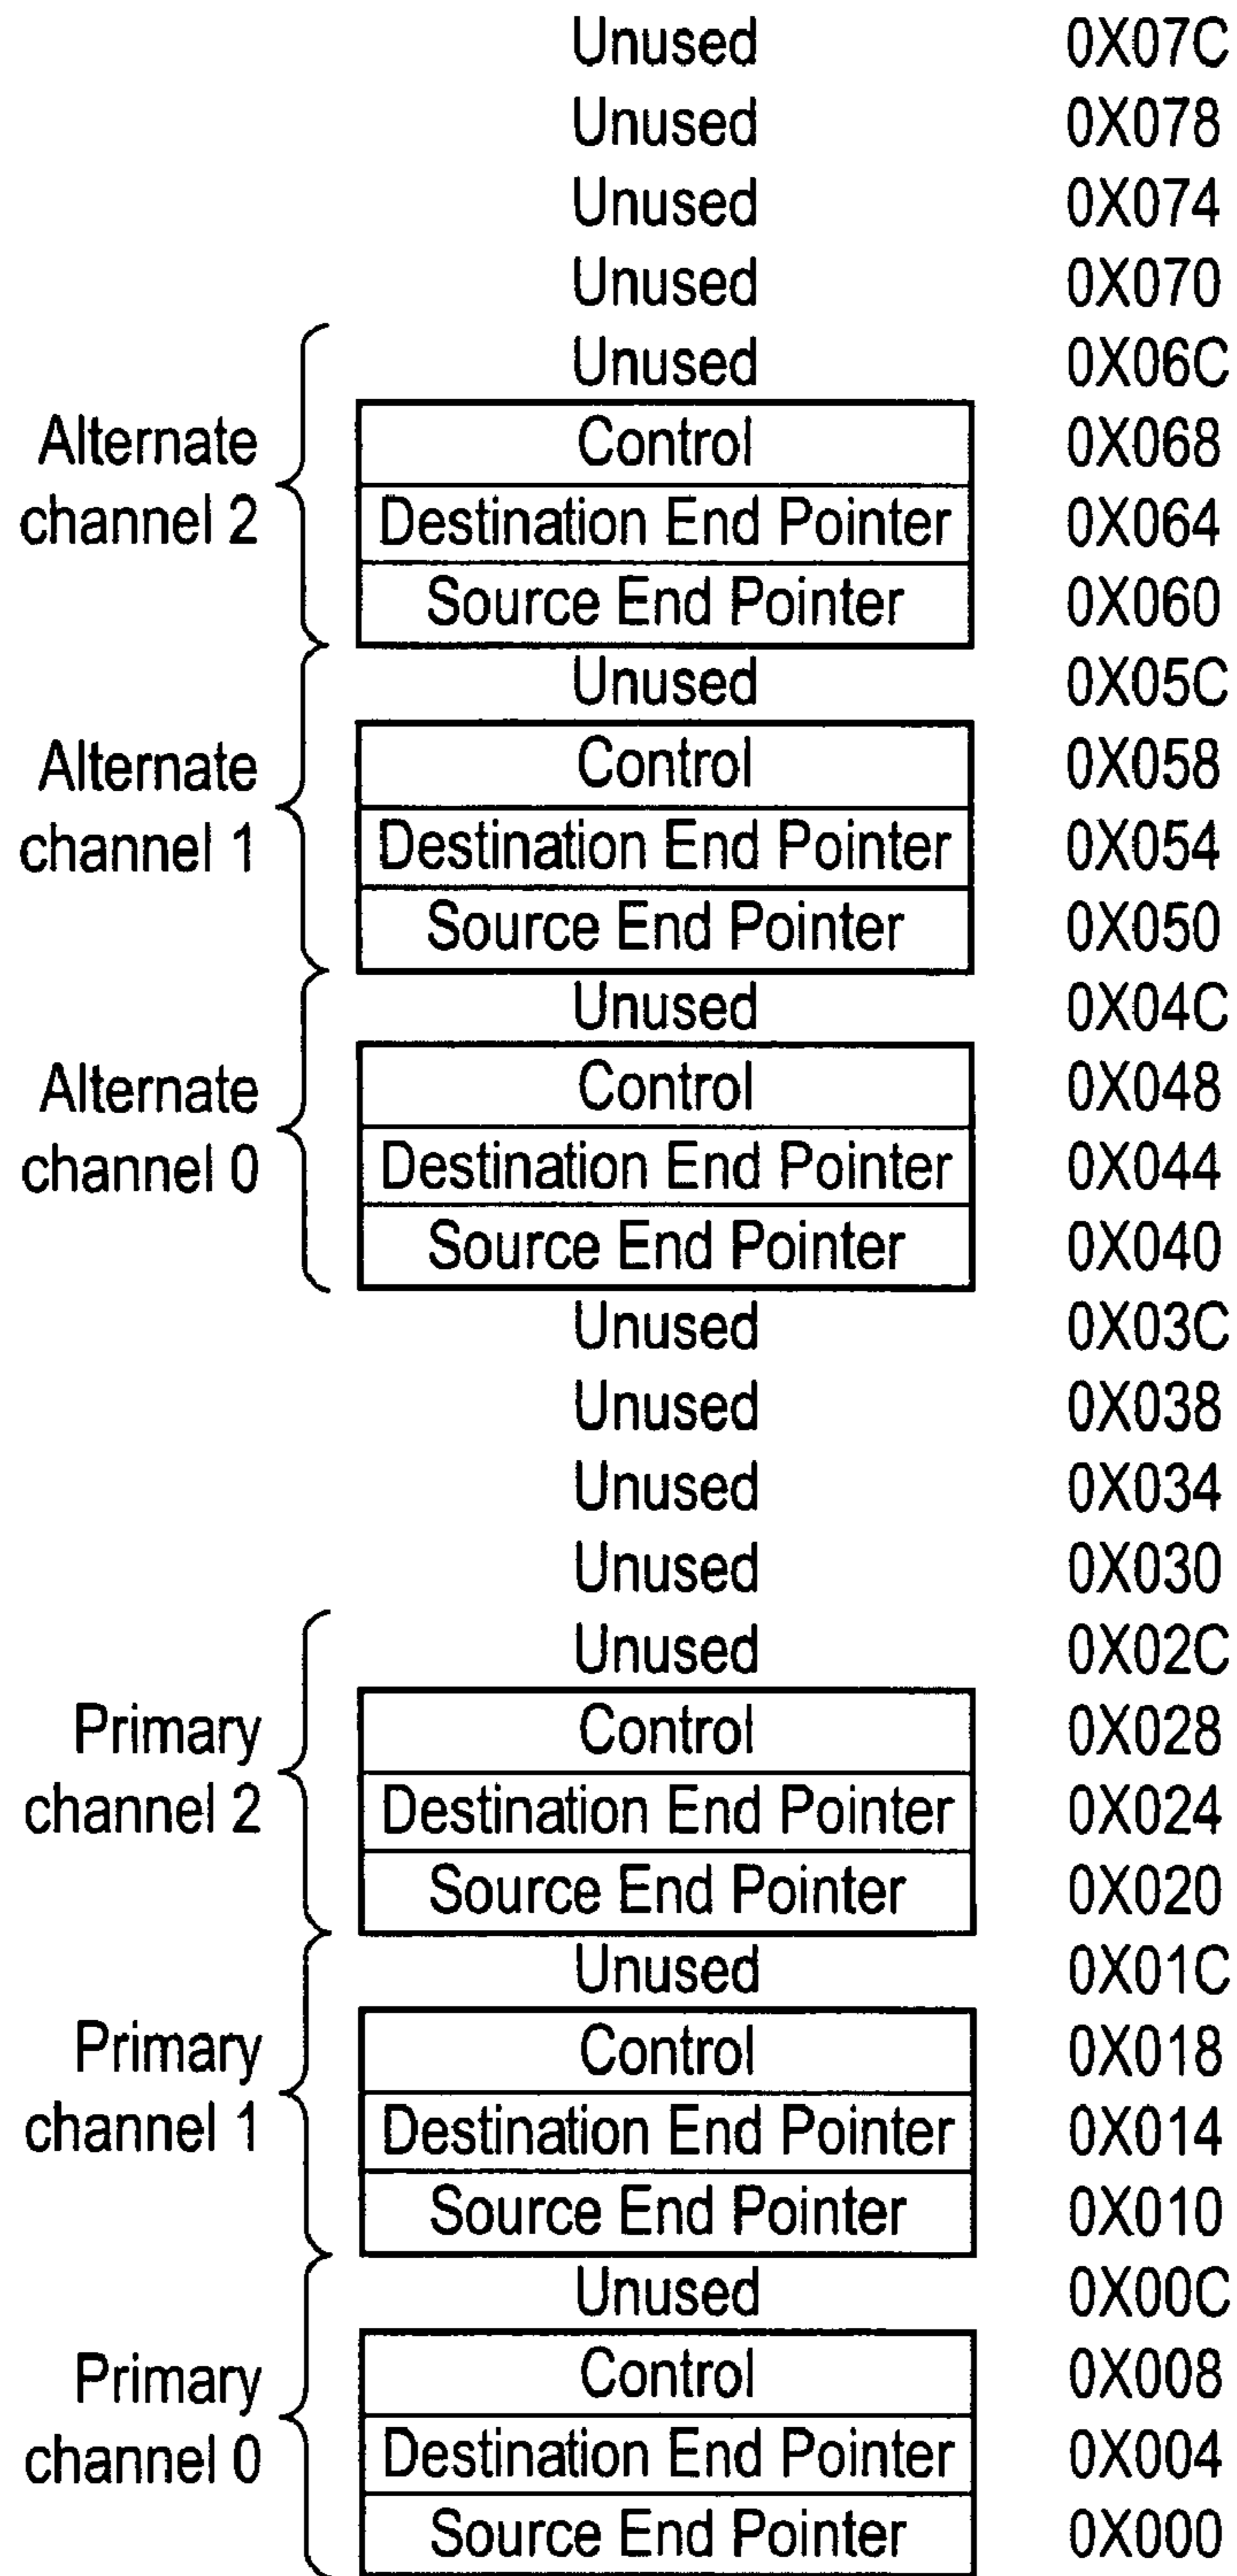 Unused 0X07C
Unused 0X078
Unused 0X074
Unused 0X070
Unused 0X06C
Alternate channel 2
Control 0X068
Destination End Pointer 0X064
Source End Pointer 0X060
Unused 0X05C
Alternate channel 1
Control 0X058
Destination End Pointer 0X054
Source End Pointer 0X050
Unused 0X04C
Alternate channel 0
Control 0X048
Destination End Pointer 0X044
Source End Pointer 0X040
Unused 0X03C
Unused 0X038
Unused 0X034
Unused 0X030
Unused 0X02C
Primary channel 2
Control 0X028
Destination End Pointer 0X024
Source End Pointer 0X020
Unused 0X01C
Primary channel 1
Control 0X018
Destination End Pointer 0X014
Source End Pointer 0X010
Unused 0X00C
Primary channel 0
Control 0X008
Destination End Pointer 0X004
Source End Pointer 0X000